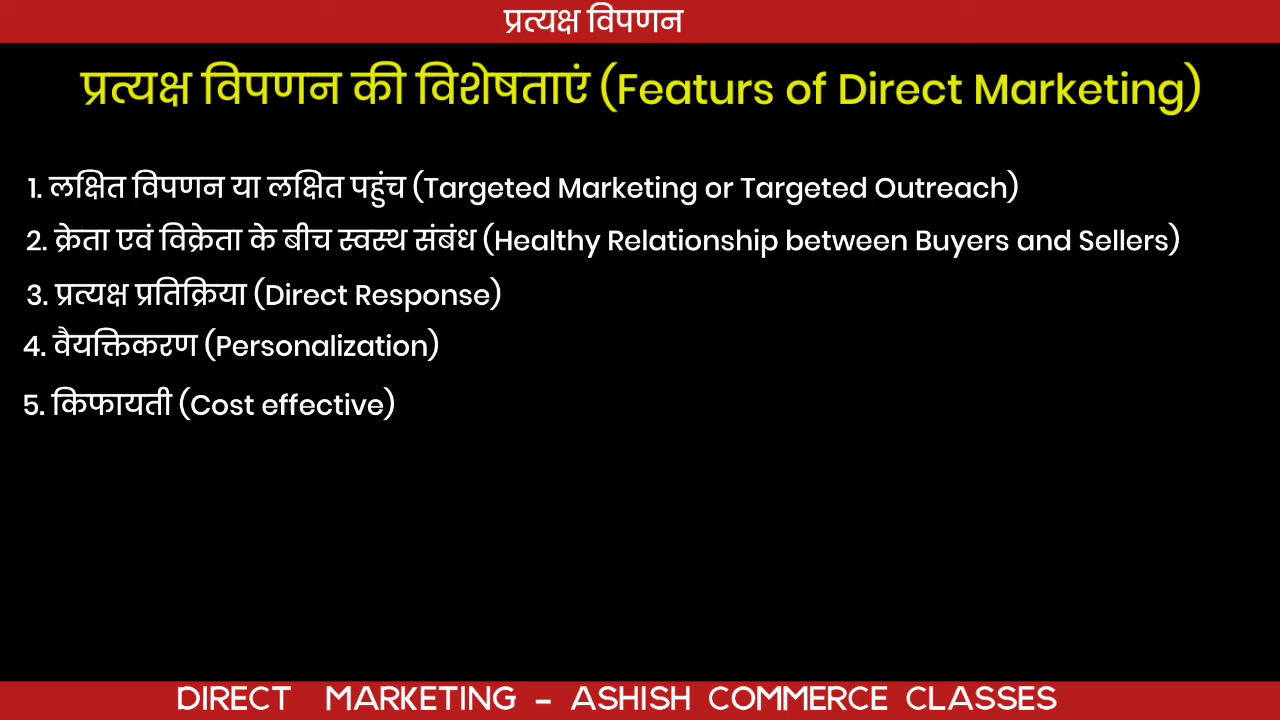 प्रत्यक्ष विपणन
प्रत्यक्ष विपणन की विशेषताएं (Featurs of Direct Marketing)
1. लक्षित विपणन या लक्षित पहुंच (Targeted Marketing or Targeted Outreach)
2. क्रेता एवं विक्रेता के बीच स्वस्थ संबंध (Healthy Relationship between Buyers and Sellers)
3. प्रत्यक्ष प्रतिक्रिया (Direct Response)
4. वैयक्तिकरण (Personalization)
5. किफायती (Cost effective)
DIRECT MARKETING - ASHISH COMMERCE CLASSES